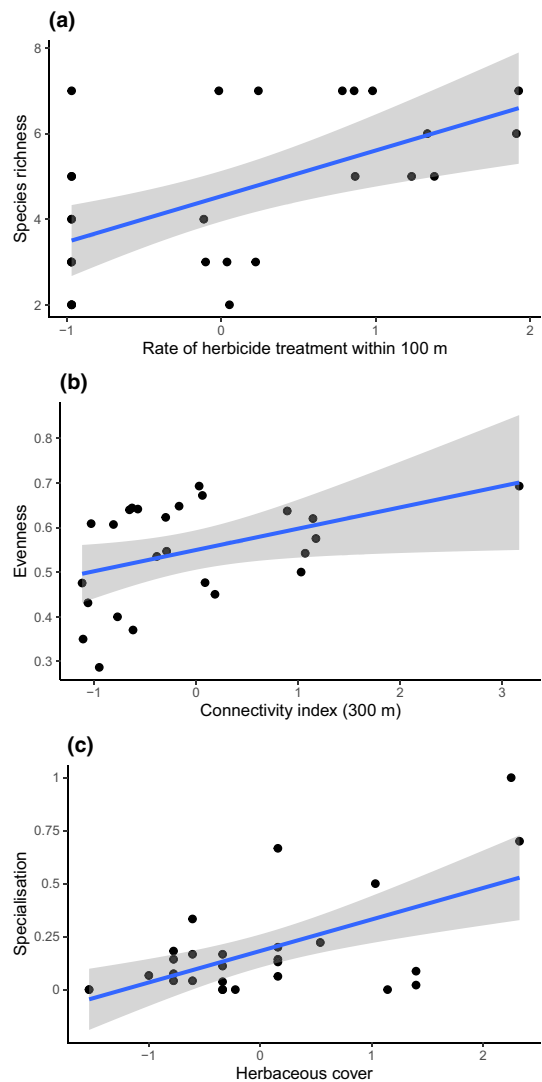 (a)
8
6
4
2
Species richness
−1 0 1 2
Rate of herbicide treatment within 100 m
(b)
0.8
0.7
0.6
0.5
0.4
0.3
Evenness
−1 0 1 2 3
Connectivity index (300 m)
(c)
1
0.75
0.50
0.25
0
Specialisation
−1 0 1 2
Herbaceous cover